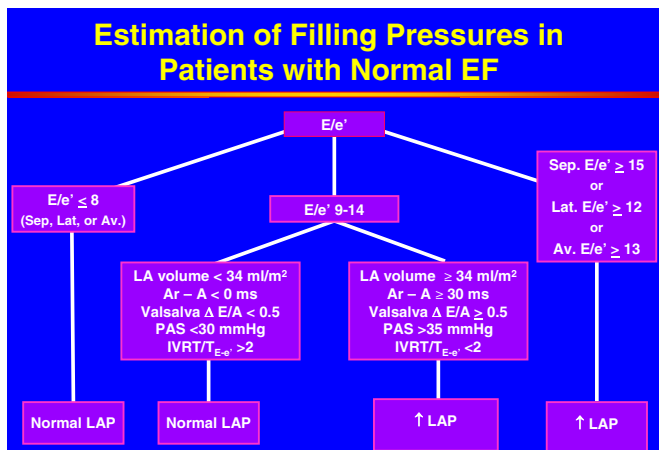 Estimation of Filling Pressures in
Patients with Normal EF
E/e’
E/e’ ≤ 8
(Sep, Lat, or Av.)
E/e’ 9-14
Sep. E/e’ ≥ 15
or
Lat. E/e’ ≥ 12
or
Av. E/e’ ≥ 13
LA volume < 34 ml/m²
Ar – A < 0 ms
Valsalva Δ E/A < 0.5
PAS <30 mmHg
IVRT/T_E-e’ >2
LA volume ≥ 34 ml/m²
Ar – A ≥ 30 ms
Valsalva Δ E/A ≥ 0.5
PAS >35 mmHg
IVRT/T_E-e’ <2
Normal LAP
Normal LAP
↑ LAP
↑ LAP